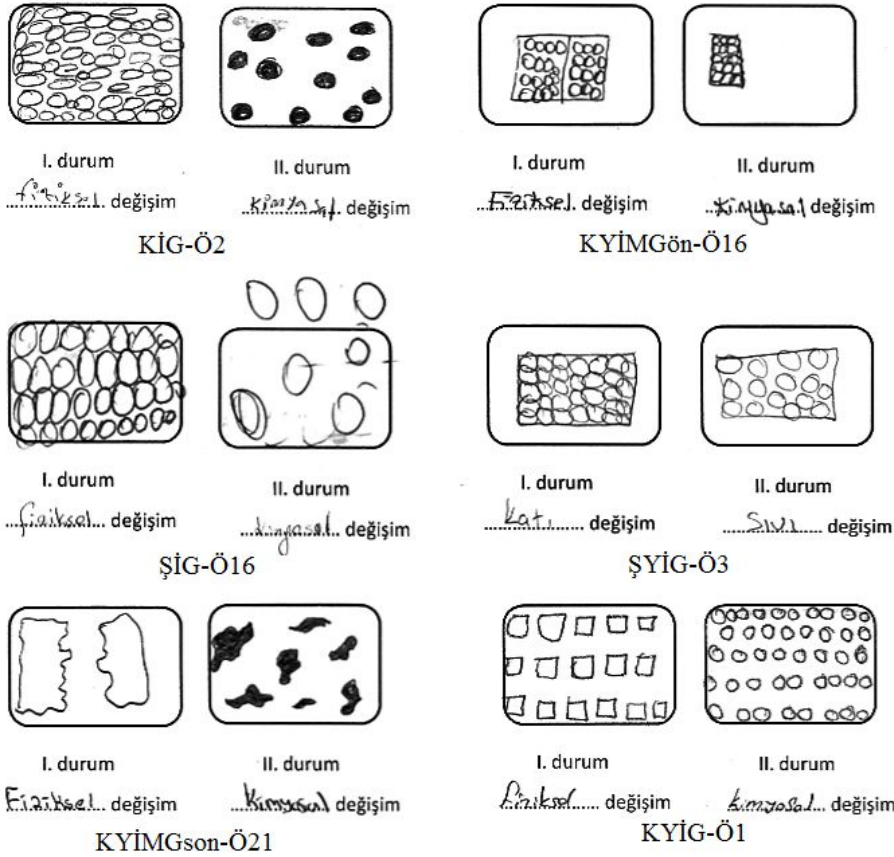 I. durum II. durum
fiziksel değişim kimyasal değişim
KİG-Ö2
I. durum II. durum
Fiziksel değişim kimyasal değişim
KYİMGön-Ö16
I. durum II. durum
fiziksel değişim kimyasal değişim
ŞİG-Ö16
I. durum II. durum
Katı değişim SIVI değişim
ŞYİG-Ö3
I. durum II. durum
Fiziksel değişim Kimyasal değişim
KYİMGson-Ö21
I. durum II. durum
fiziksel değişim kimyasal değişim
KYİG-Ö1